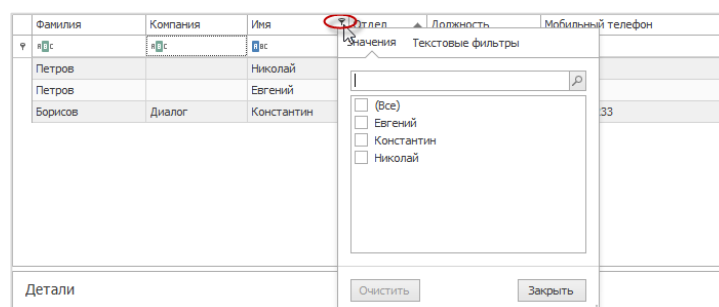 Фамилия Компания Имя Отдел Должность Мобильный телефон
Значения Текстовые фильтры
Петров Николай
Петров Евгений
Борисов Диалог Константин 33
(Все)
Евгений
Константин
Николай
Очистить Закрыть
Детали